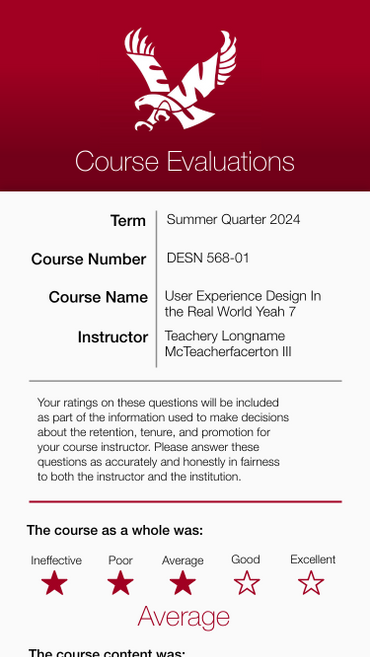 EW
Course Evaluations
Term Summer Quarter 2024
Course Number DESN 568-01
Course Name User Experience Design In
the Real World Yeah 7
Instructor Teachery Longname
McTeacherfacerton III
Your ratings on these questions will be included
as part of the information used to make decisions
about the retention, tenure, and promotion for
your course instructor. Please answer these
questions as accurately and honestly in fairness
to both the instructor and the institution.
The course as a whole was:
Ineffective Poor Average Good Excellent
Average
The course content was: